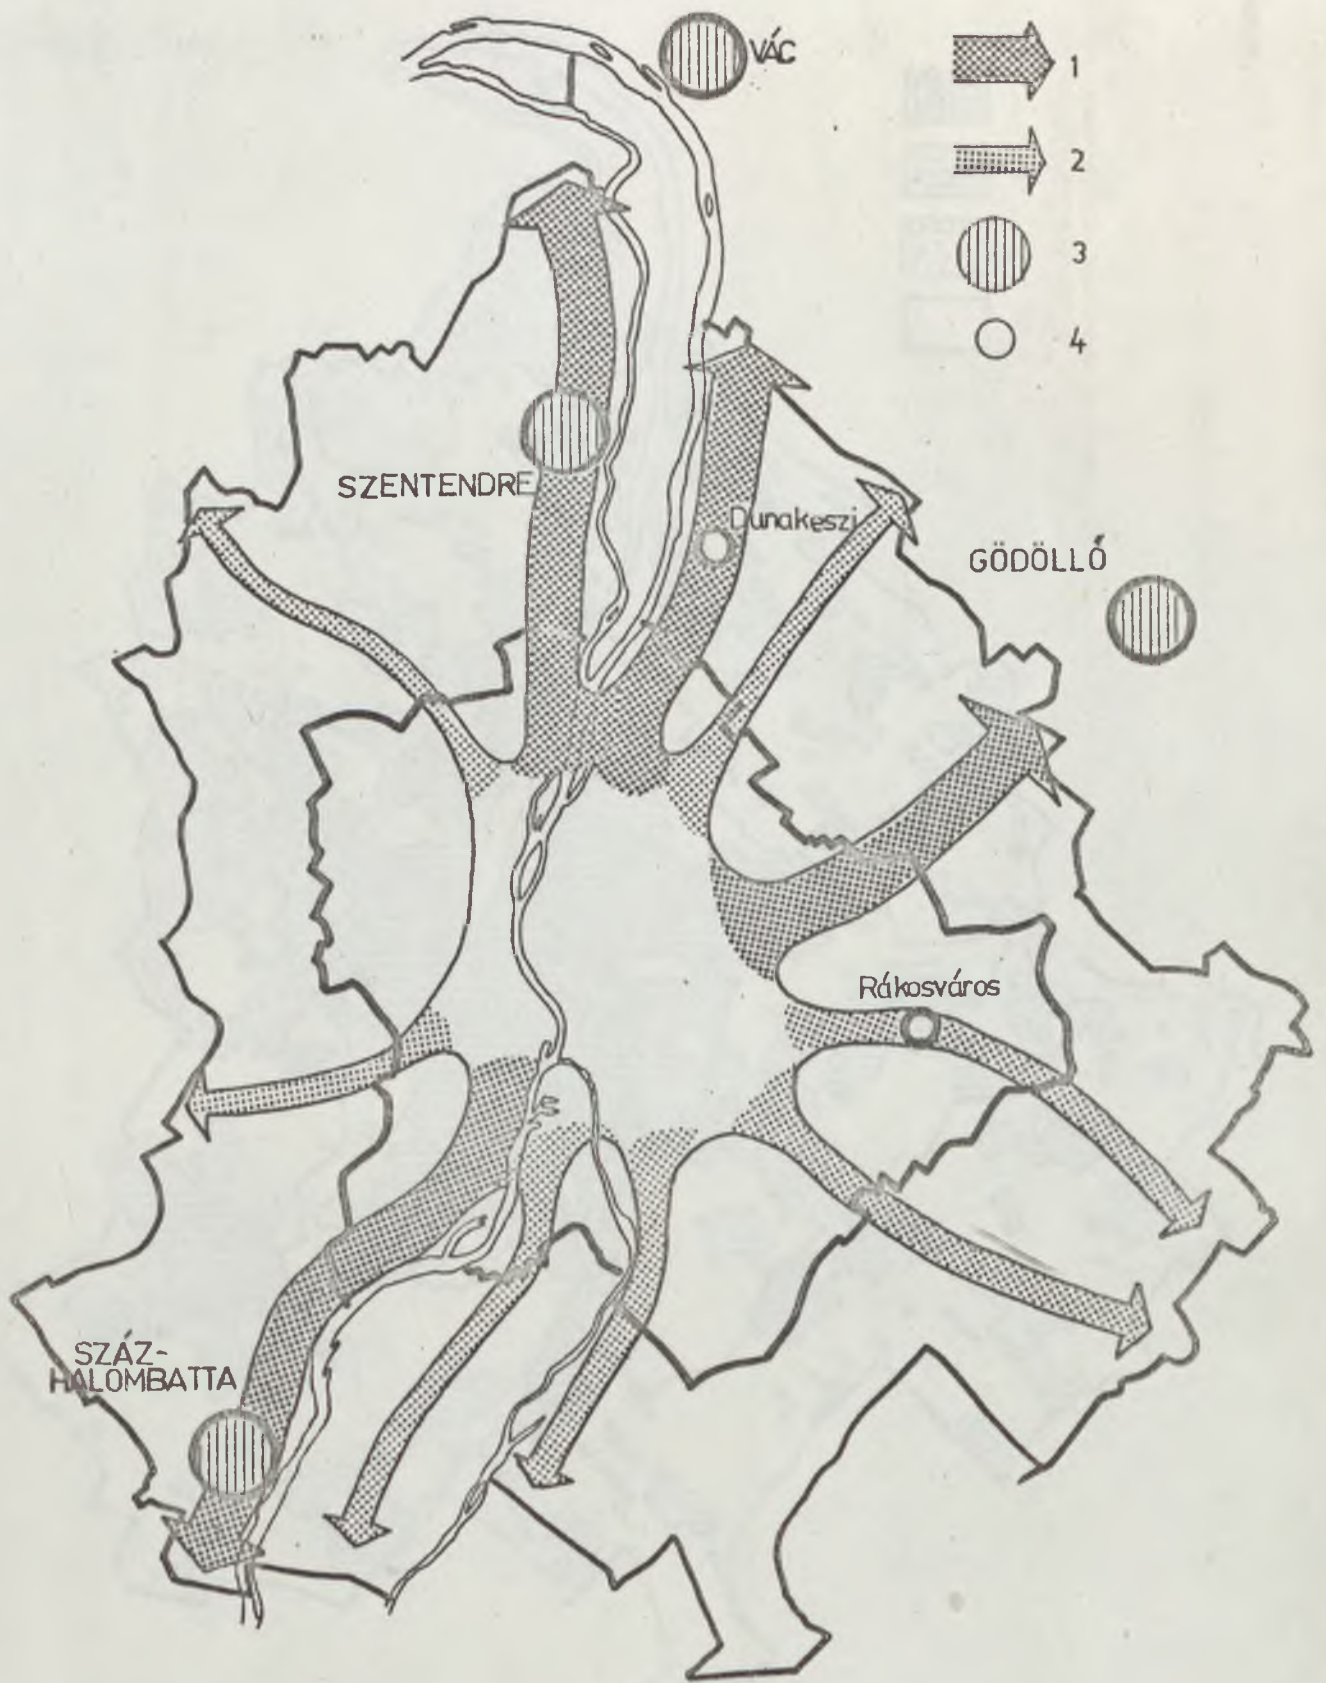 VÁC
1
2
3
4
SZENTENDRE
Dunakeszi
GÖDÖLLŐ
Rákosváros
SZÁZ-
HALOMBATTA